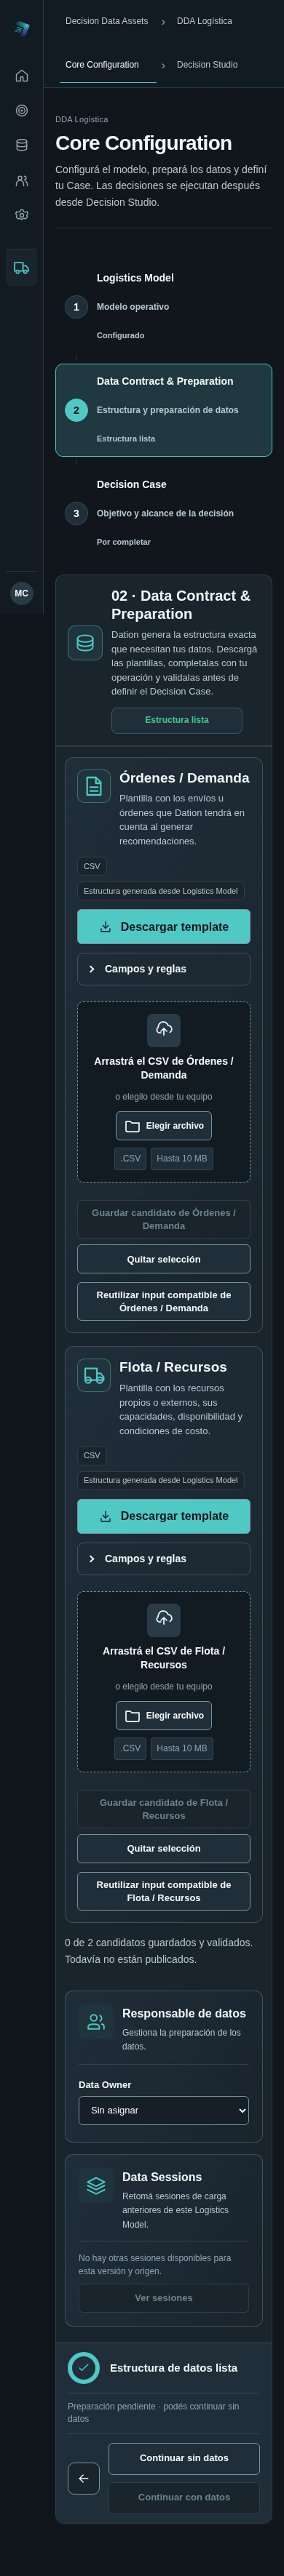 Decision Data Assets › DDA Logística
Core Configuration › Decision Studio
DDA Logística
Core Configuration
Configurá el modelo, prepará los datos y definí
tu Case. Las decisiones se ejecutan después
desde Decision Studio.
Logistics Model
1
Modelo operativo
Configurado
Data Contract & Preparation
2
Estructura y preparación de datos
Estructura lista
Decision Case
3
Objetivo y alcance de la decisión
Por completar
MC
02 · Data Contract &
Preparation
Dation genera la estructura exacta
que necesitan tus datos. Descargá
las plantillas, completalas con tu
operación y validalas antes de
definir el Decision Case.
Estructura lista
Órdenes / Demanda
Plantilla con los envíos u
órdenes que Dation tendrá en
cuenta al generar
recomendaciones.
CSV
Estructura generada desde Logistics Model
Descargar template
Campos y reglas
Arrastrá el CSV de Órdenes /
Demanda
o elegilo desde tu equipo
Elegir archivo
.CSV Hasta 10 MB
Guardar candidato de Órdenes /
Demanda
Quitar selección
Reutilizar input compatible de
Órdenes / Demanda
Flota / Recursos
Plantilla con los recursos
propios o externos, sus
capacidades, disponibilidad y
condiciones de costo.
CSV
Estructura generada desde Logistics Model
Descargar template
Campos y reglas
Arrastrá el CSV de Flota /
Recursos
o elegilo desde tu equipo
Elegir archivo
.CSV Hasta 10 MB
Guardar candidato de Flota /
Recursos
Quitar selección
Reutilizar input compatible de
Flota / Recursos
0 de 2 candidatos guardados y validados.
Todavía no están publicados.
Responsable de datos
Gestiona la preparación de los
datos.
Data Owner
Sin asignar
Data Sessions
Retomá sesiones de carga
anteriores de este Logistics
Model.
No hay otras sesiones disponibles para
esta versión y origen.
Ver sesiones
Estructura de datos lista
Preparación pendiente · podés continuar sin
datos
Continuar sin datos
Continuar con datos